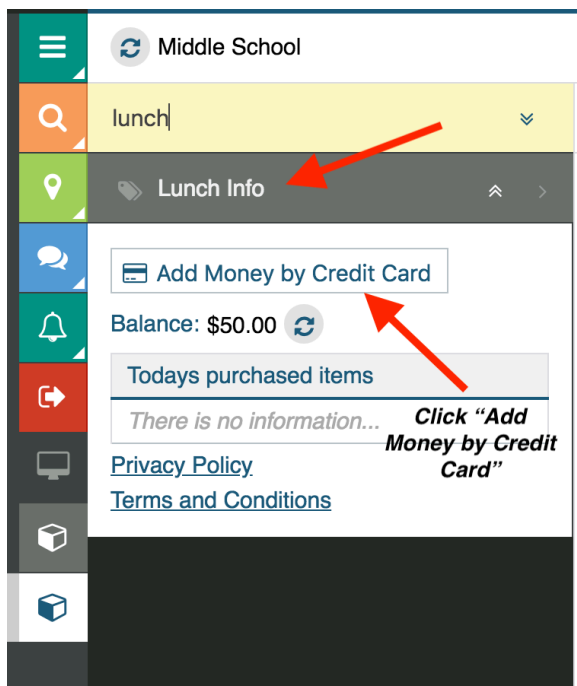 Middle School
lunch
Lunch Info
Add Money by Credit Card
Balance: $50.00
Todays purchased items
There is no information...
Click “Add
Money by Credit
Card”
Privacy Policy
Terms and Conditions